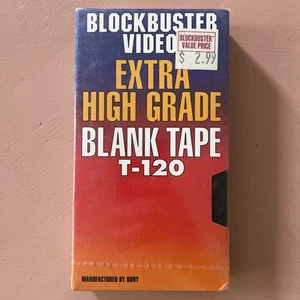 BLOCKBUSTER
VIDEO
BLOCKBUSTER
VALUE PRICE
$ 2.99
EXTRA
HIGH GRADE
BLANK TAPE
T-120
MANUFACTURED BY SONY